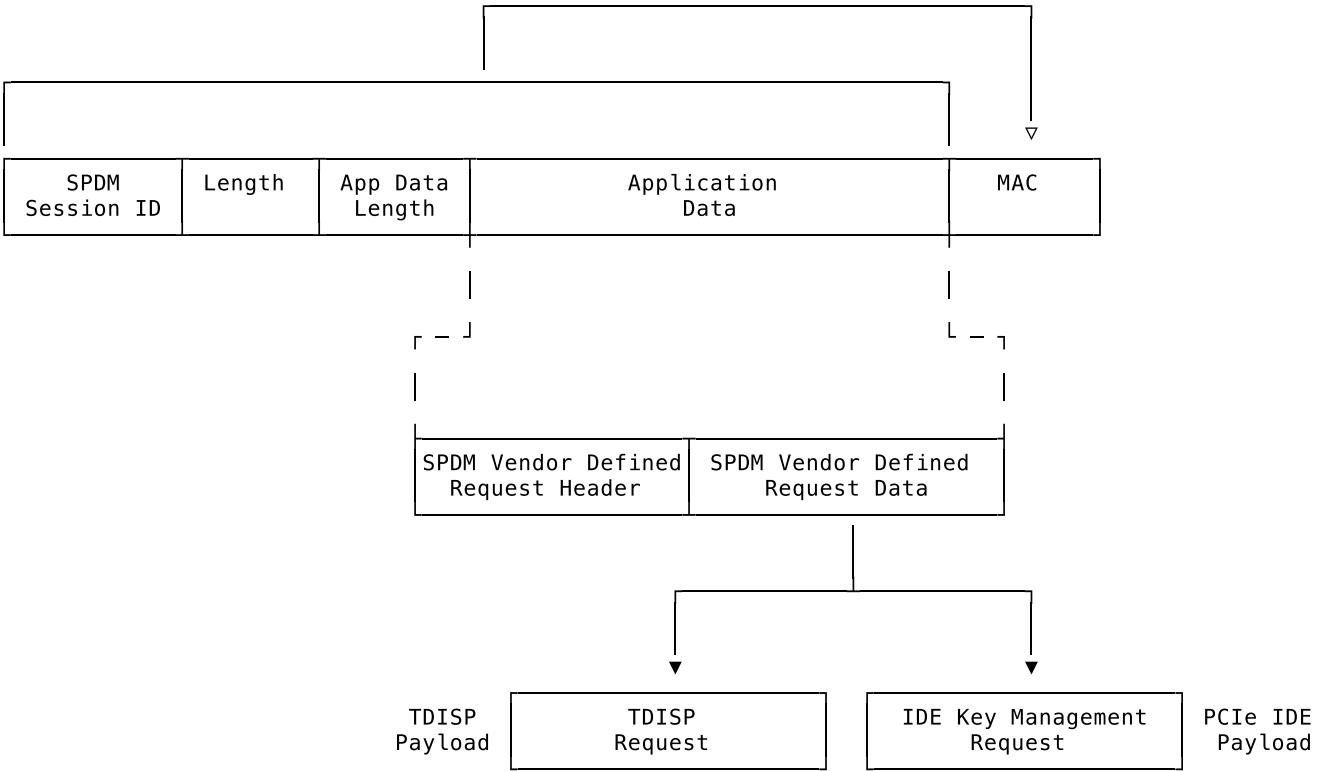 SPDM
Session ID
Length
App Data
Length
Application
Data
MAC
SPDM Vendor Defined
Request Header
SPDM Vendor Defined
Request Data
TDISP
Payload
TDISP
Request
IDE Key Management
Request
PCIe IDE
Payload